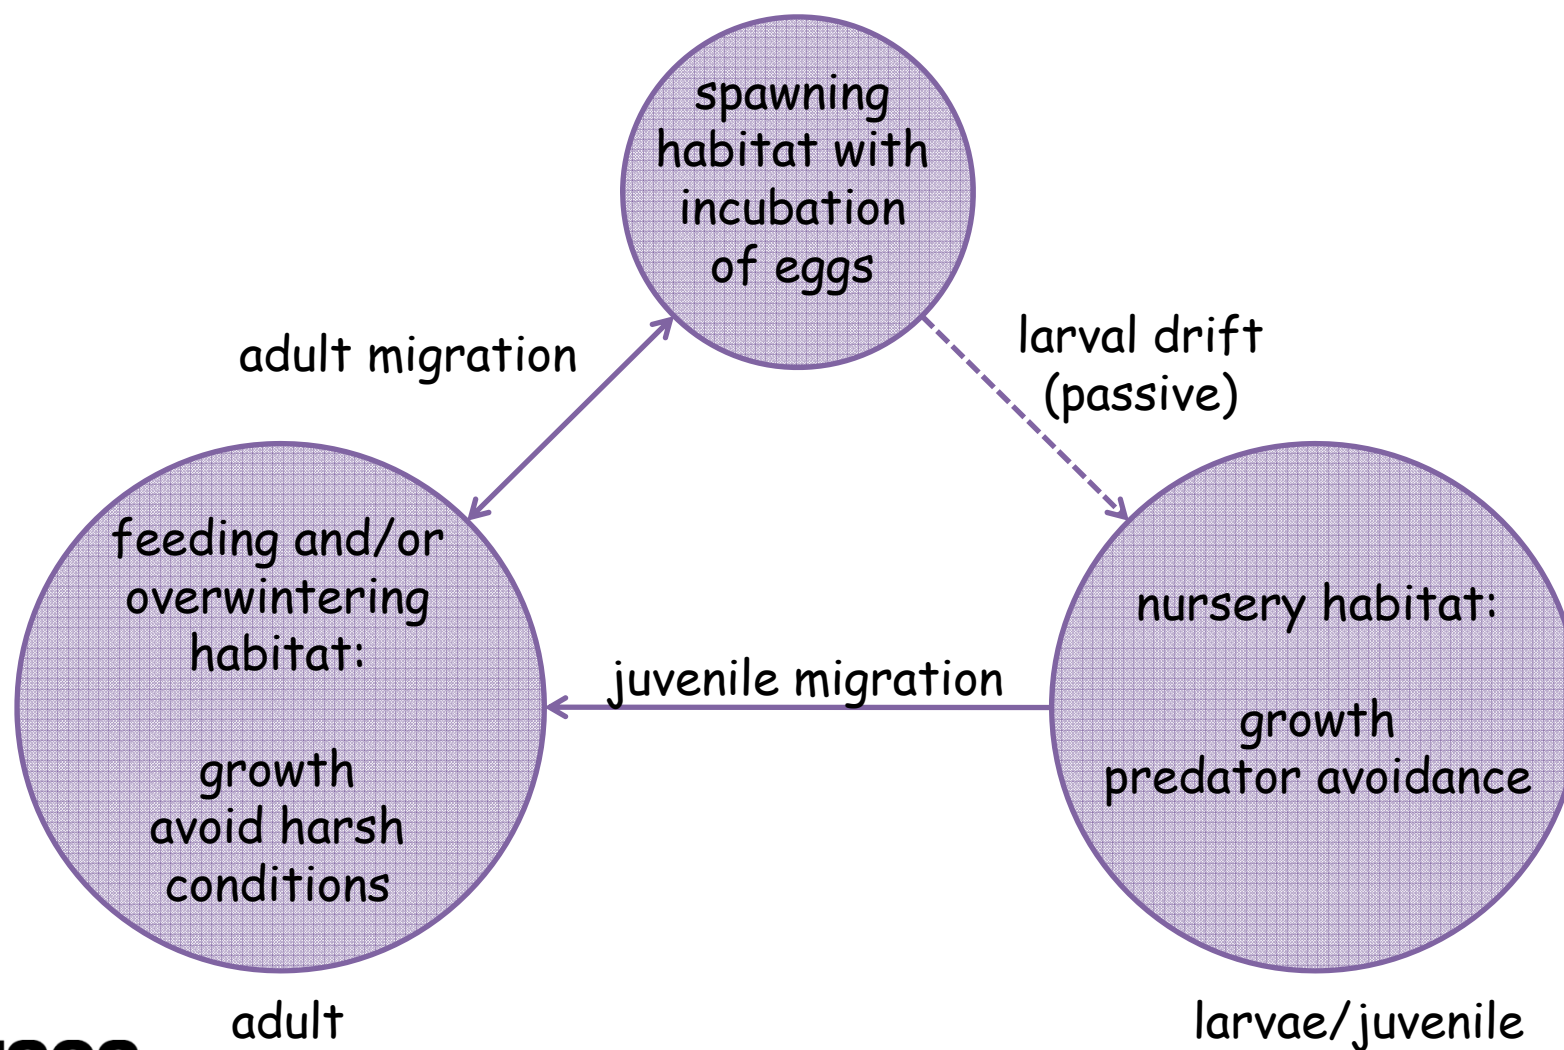 spawning
habitat with
incubation
of eggs
adult migration
larval drift
(passive)
feeding and/or
overwintering
habitat:
growth
avoid harsh
conditions
juvenile migration
nursery habitat:
growth
predator avoidance
adult
larvae/juvenile